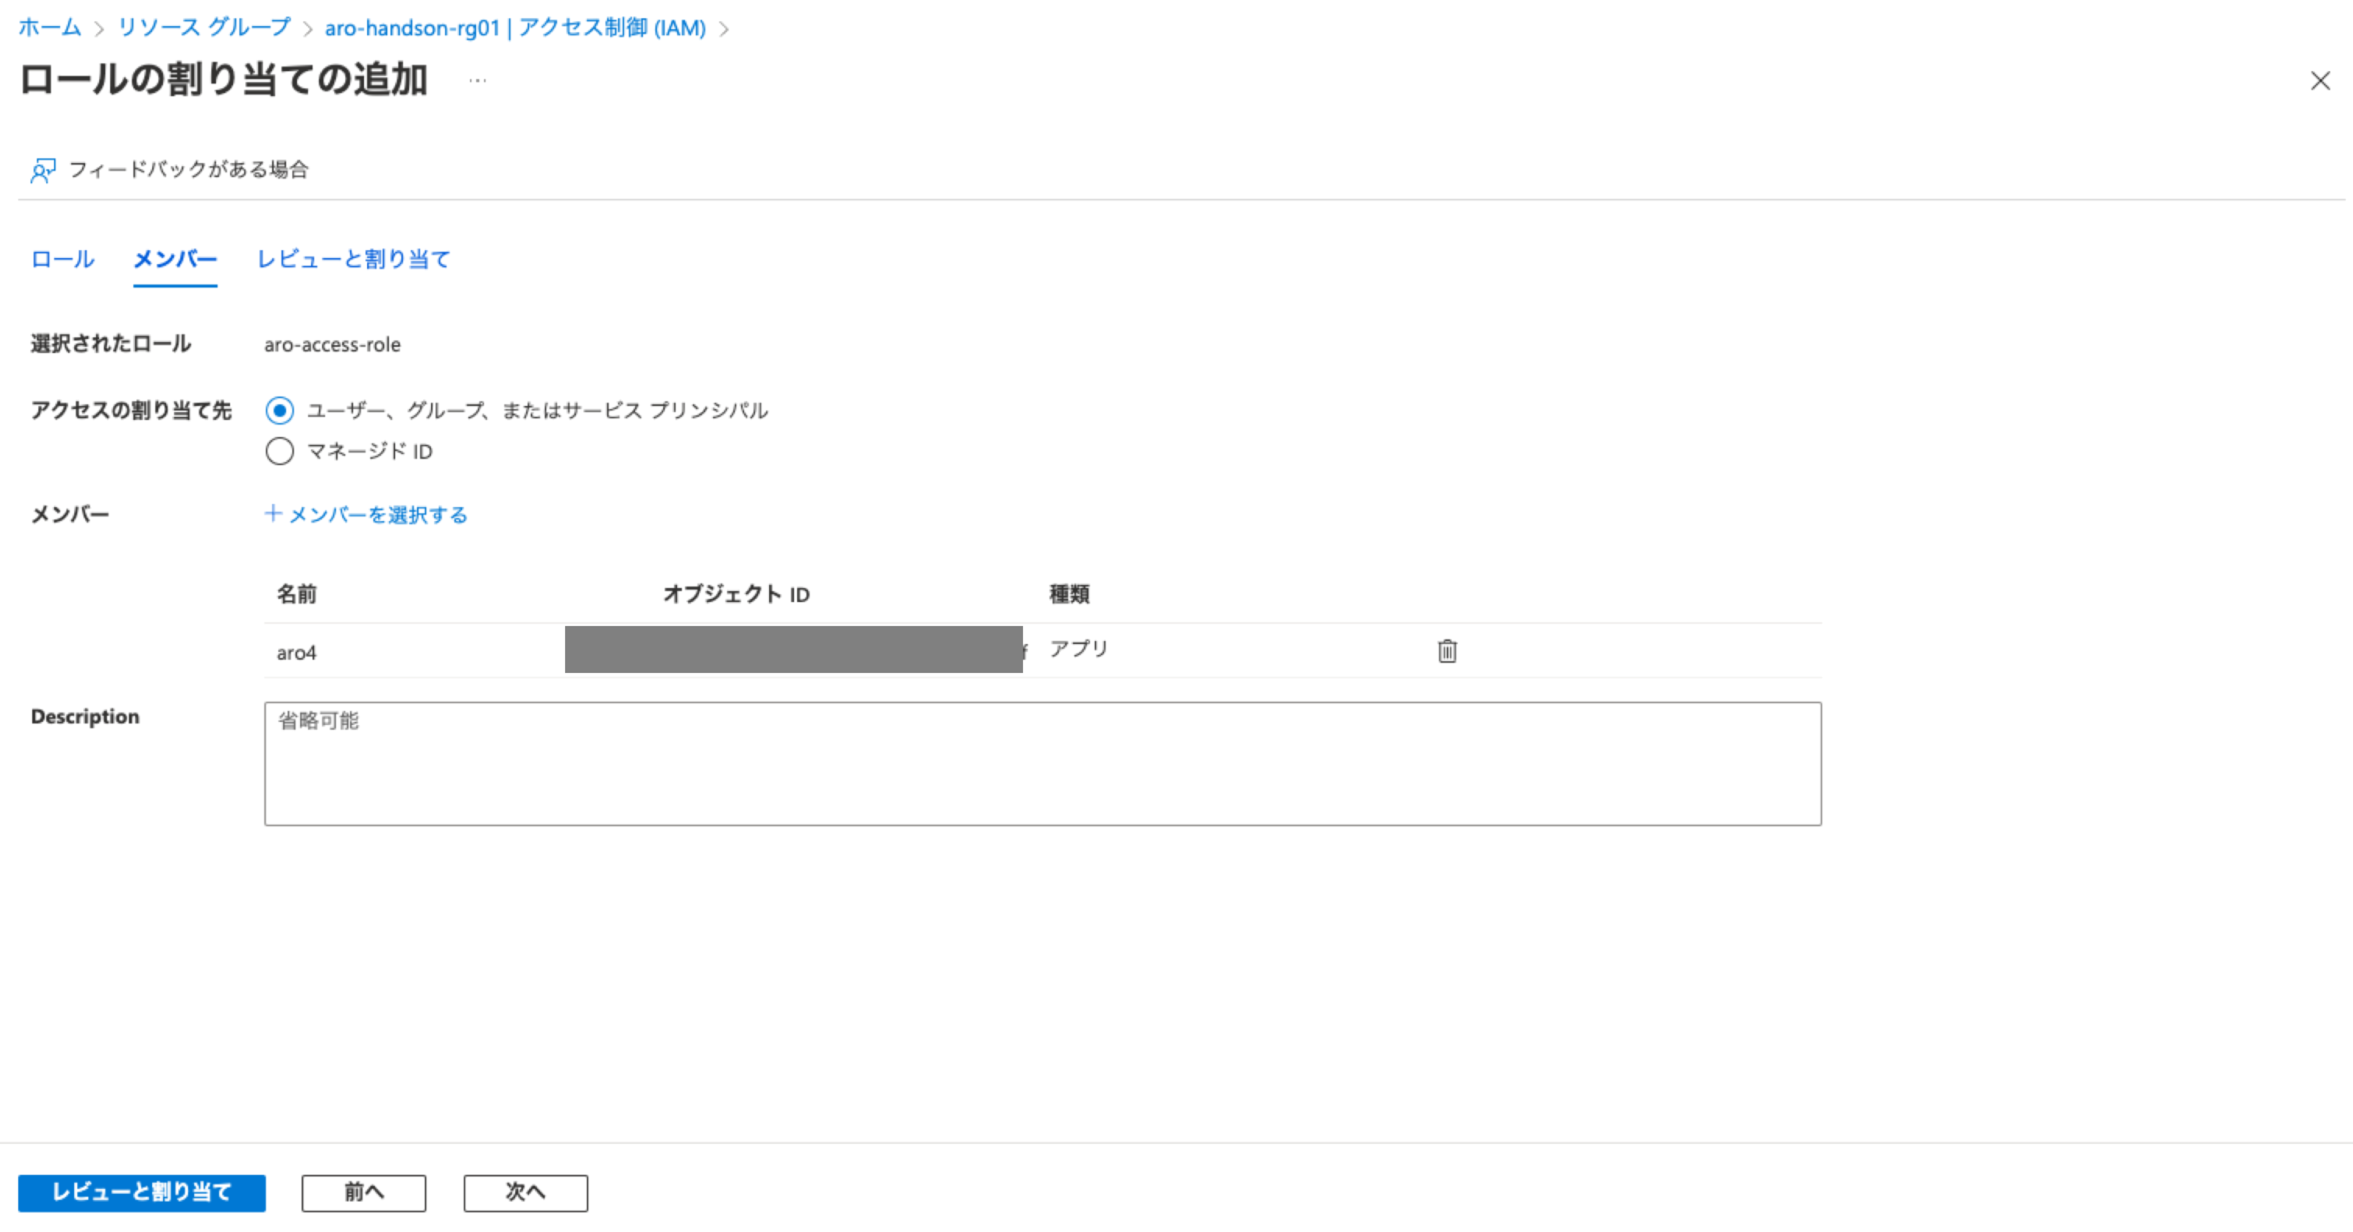 ホーム > リソース グループ > aro-handson-rg01 | アクセス制御 (IAM) >
ロールの割り当ての追加 …
フィードバックがある場合
ロール メンバー レビューと割り当て
選択されたロール aro-access-role
アクセスの割り当て先 ユーザー、グループ、またはサービス プリンシパル
マネージド ID
メンバー + メンバーを選択する
名前 オブジェクト ID 種類
aro4 f アプリ
Description 省略可能
レビューと割り当て 前へ 次へ